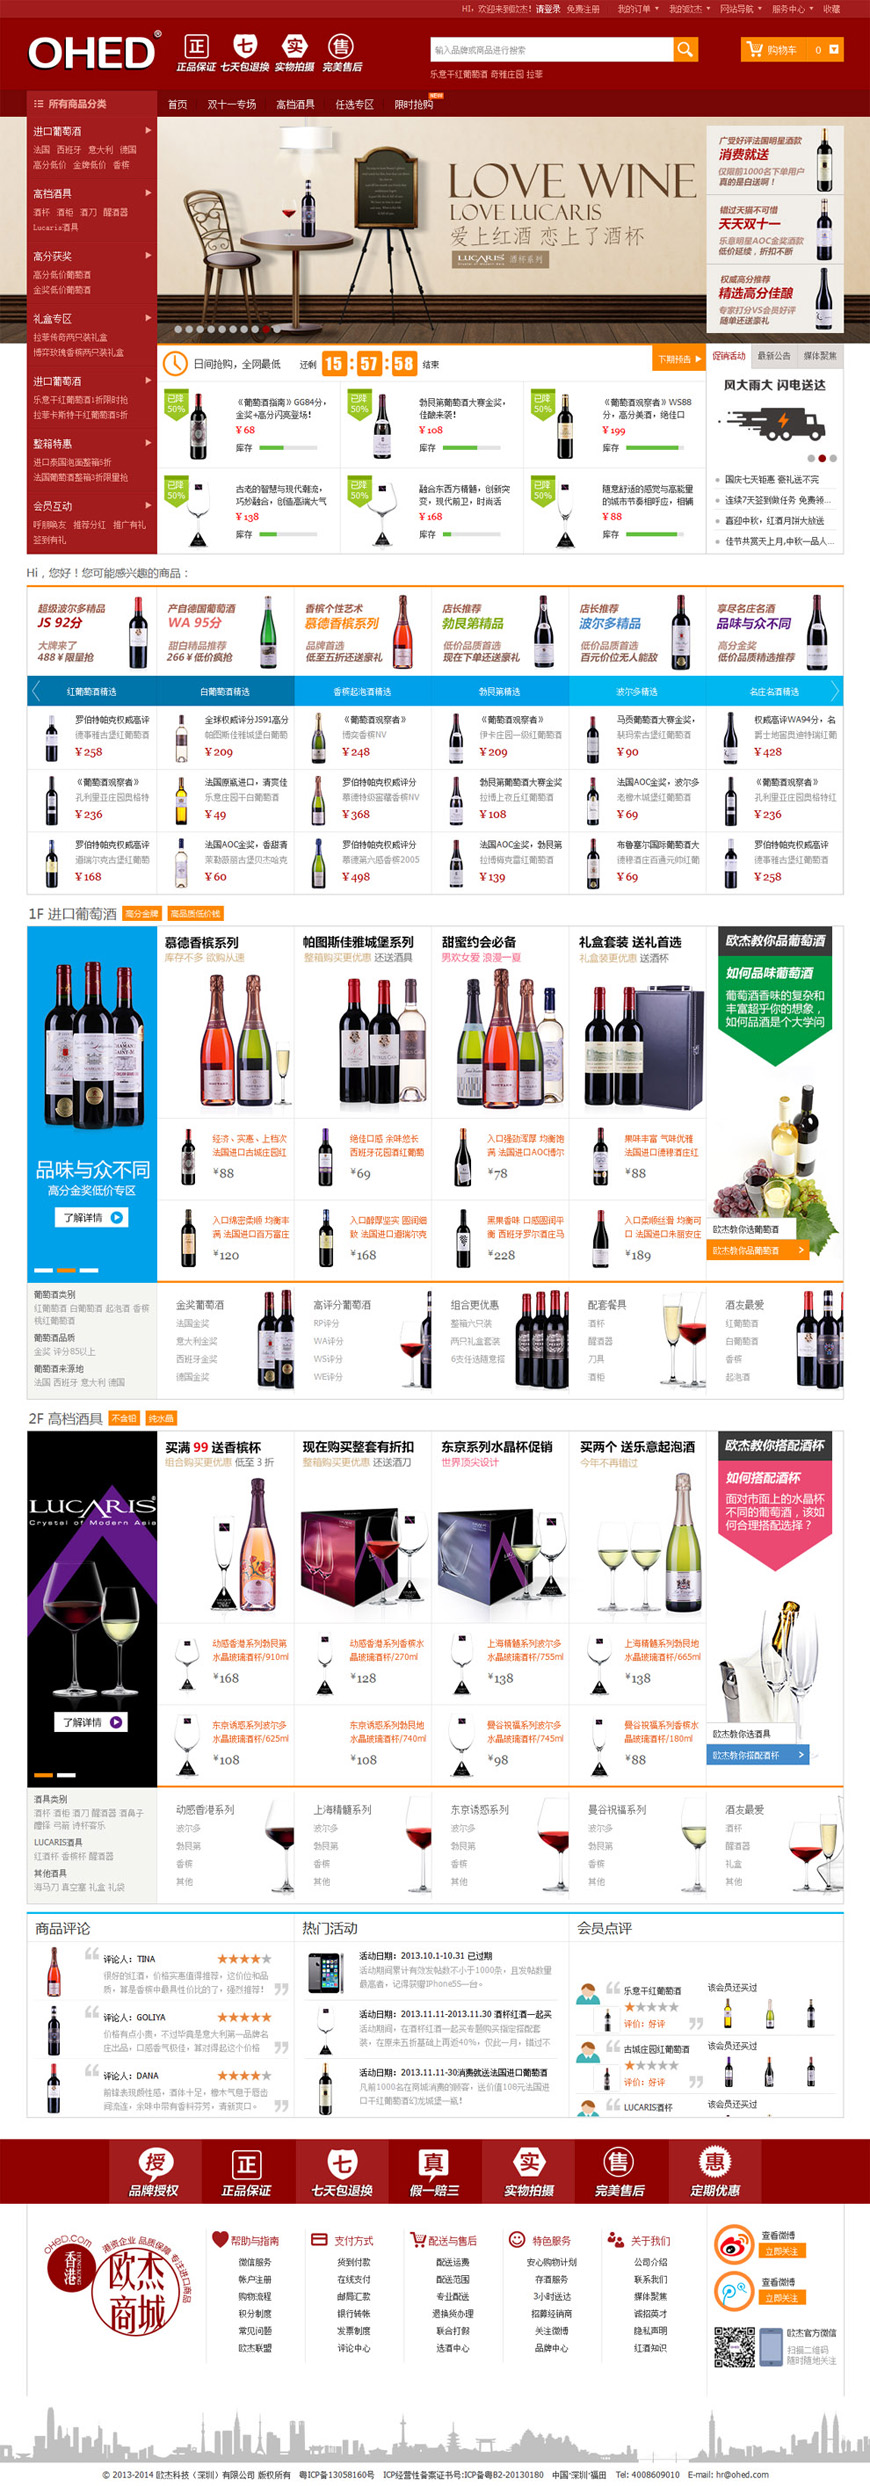 HI，欢迎来到欧杰！请登录 免费注册 我的订单 我的欧杰 网站导航 服务中心 收藏
OHED®
正品保证 七天包退换 实物拍摄 完美售后
输入品牌或商品进行搜索
购物车 0
乐意干红葡萄酒 奇雅庄园 拉菲
所有商品分类
首页 双十一专场 高档酒具 任选专区 限时抢购 NEW
进口葡萄酒
法国 西班牙 意大利 德国
高分低价 金牌低价 香槟
高档酒具
酒杯 酒柜 酒刀 醒酒器
Lucaris酒具
高分获奖
高分低价葡萄酒
金奖低价葡萄酒
礼盒专区
拉菲传奇两只装礼盒
博弈玫瑰香槟两只装礼盒
进口葡萄酒
乐意干红葡萄酒1折限时抢
拉菲卡斯特干红葡萄酒5折
整箱特惠
进口泰国泡面整箱8折
法国葡萄酒整箱3折限量抢
会员互动
呼朋唤友 推荐分红 推广有礼
签到有礼
LOVE WINE
LOVE LUCARIS
爱上红酒 恋上了酒杯
LUCARIS 酒杯系列
广受好评法国明星酒款
消费就送
仅限前1000名下单用户
真的是白送啊！
错过天猫不可惜
天天双十一
乐意明星AOC金奖酒款
低价延续，折扣不断
权威高分推荐
精选高分佳酿
专家打分VS会员好评
随单还送豪礼
日间抢购，全网最低 还剩 15:57:58 结束 下期预告
已降 50%
《葡萄酒指南》GG84分，
金奖+高分闪亮登场！
￥68
库存
已降 50%
勃艮第葡萄酒大赛金奖，
佳酿来袭！
￥108
库存
已降 50%
《葡萄酒观察者》WS88
分，高分美酒，绝佳口
￥199
库存
已降 50%
古老的智慧与现代潮流，
巧妙融合，创造高端大气
￥138
库存
已降 50%
融合东西方精髓，创新突
变，现代前卫，时尚活
￥168
库存
已降 50%
随意舒适的感觉与高能量
的城市节奏相呼应，相辅
￥88
库存
促销活动 最新公告 媒体聚焦
风大雨大 闪电送达
国庆七天钜惠 豪礼送不完
连续7天签到做任务 免费领...
喜迎中秋，红酒月饼大放送
佳节共赏天上月,中秋一品人...
Hi，您好！您可能感兴趣的商品：
超级波尔多精品
JS 92分
大牌来了
488￥限量抢
产自德国葡萄酒
WA 95分
甜白精品推荐
266￥低价疯抢
香槟个性艺术
慕德香槟系列
品牌首选
低至五折还送豪礼
店长推荐
勃艮第精品
低价品质首选
现在下单还送豪礼
店长推荐
波尔多精品
低价品质首选
百元价位无人能敌
享尽名庄名酒
品味与众不同
高分金奖
低价品质精选推荐
红葡萄酒精选 白葡萄酒精选 香槟起泡酒精选 勃艮第精选 波尔多精选 名庄名酒精选
罗伯特帕克权威高评
德事雅古堡红葡萄酒
￥258
全球权威评分JS91高分
帕图斯佳雅城堡白葡萄
￥209
《葡萄酒观察者》
博奕香槟NV
￥248
《葡萄酒观察者》
伊卡庄园一级红葡萄酒
￥209
马贡葡萄酒大赛金奖，
瑟玛索古堡红葡萄酒
￥90
权威高评WA94分，名
爵士地窖奥迪特瑞红葡
￥428
《葡萄酒观察者》
孔利里亚庄园奥格特
￥236
法国原瓶进口，清爽佳
乐意庄园干白葡萄酒
￥49
罗伯特帕克权威评分
慕德特级窖藏香槟NV
￥368
勃艮第葡萄酒大赛金奖
拉博上夜丘红葡萄酒
￥108
法国AOC金奖，波尔多
老橡木城堡红葡萄酒
￥69
《葡萄酒观察者》
孔利里亚庄园奥格特红
￥236
罗伯特帕克权威高评
道瑞尔克古堡红葡萄
￥168
法国AOC金奖，香甜清
茉勒薇丽古堡贝杰哈克
￥60
罗伯特帕克权威评分
慕德第六感香槟2005
￥498
法国AOC金奖，勃艮第
拉博梅克雷红葡萄酒
￥139
布鲁塞尔国际葡萄酒大
德穆酒庄百通元帅红葡
￥69
罗伯特帕克权威高评
德事雅古堡红葡萄酒
￥258
1F 进口葡萄酒 高分金牌 高品质低价钱
品味与众不同
高分金奖低价专区
了解详情
慕德香槟系列
库存不多 欲购从速
帕图斯佳雅城堡系列
整箱购买更优惠 还送酒具
甜蜜约会必备
男欢女爱 浪漫一夏
礼盒套装 送礼首选
礼盒装更优惠 送酒杯
欧杰教你品葡萄酒
如何品味葡萄酒
葡萄酒香味的复杂和
丰富超乎你的想象，
如何品酒是个大学问
经济、实惠、上档次
法国进口古城庄园红
¥88
绝佳口感 余味悠长
西班牙花园酒红葡萄
¥69
入口强劲浑厚 均衡饱
满 法国进口AOC博尔
¥78
果味丰富 气味优雅
法国进口德穆酒庄红
¥88
入口绵密柔顺 均衡丰
满 法国进口百万富庄
¥120
入口醇厚坚实 圆润细
致 法国进口道瑞尔克
¥168
黑果香味 口感圆润平
衡 西班牙罗尔酒庄马
¥228
入口柔顺丝滑 均衡可
口 法国进口朱丽安庄
¥189
欧杰教你选葡萄酒
欧杰教你品葡萄酒 >
葡萄酒类别
红葡萄酒 白葡萄酒 起泡酒 香槟
桃红葡萄酒
葡萄酒品质
金奖 评分85以上
葡萄酒来源地
法国 西班牙 意大利 德国
金奖葡萄酒
法国金奖
意大利金奖
西班牙金奖
德国金奖
高评分葡萄酒
RP评分
WA评分
WS评分
WE评分
组合更优惠
整箱六只装
两只礼盒套装
6支任选随意搭
配套餐具
酒杯
醒酒器
刀具
酒柜
酒友最爱
红葡萄酒
白葡萄酒
香槟
起泡酒
2F 高档酒具 不含铅 纯水晶
LUCARIS
Crystal of Modern Asia
了解详情
买满 99 送香槟杯
组合购买更优惠 低至 3 折
现在购买整套有折扣
整箱购买更优惠 还送酒刀
东京系列水晶杯促销
世界顶尖设计
买两个 送乐意起泡酒
今年不再错过
欧杰教你搭配酒杯
如何搭配酒杯
面对市面上的水晶杯
不同的葡萄酒，该如
何合理搭配选择？
动感香港系列勃艮第
水晶玻璃酒杯/910ml
¥168
动感香港系列香槟水
晶玻璃酒杯/270ml
¥128
上海精髓系列波尔多
水晶玻璃酒杯/755ml
¥138
上海精髓系列勃艮地
水晶玻璃酒杯/665ml
¥138
东京诱惑系列波尔多
水晶玻璃酒杯/625ml
¥108
东京诱惑系列勃艮地
水晶玻璃酒杯/740ml
¥108
曼谷祝福系列波尔多
水晶玻璃酒杯/745ml
¥98
曼谷祝福系列香槟水
晶玻璃酒杯/180ml
¥88
欧杰教你选酒具
欧杰教你搭配酒杯 >
酒具类别
酒杯 酒柜 酒刀 醒酒器 酒鼻子
LUCARIS酒具
红酒杯 香槟杯 醒酒器
其他酒具
海马刀 真空塞 礼盒 礼袋
动感香港系列
波尔多
勃艮第
香槟
其他
上海精髓系列
波尔多
勃艮第
香槟
其他
东京诱惑系列
波尔多
勃艮第
香槟
其他
曼谷祝福系列
波尔多
勃艮第
香槟
其他
酒友最爱
酒杯
醒酒器
礼盒
其他
商品评论
评论人：TINA
很好的红酒，价格实惠值得推荐，这价位和品
质，算是香槟中最具性价比的了，强烈推荐！
评论人：GOLIYA
价格有点小贵，不过毕竟是意大利第一品牌名
庄出品，口感香气极佳，其对得起这个价格
评论人：DANA
前锋表现颇性感，酒体十足，橡木气息于唇齿
间流连，余味中带有香料芬芳，清新爽口。
热门活动
活动日期：2013.10.1-10.31 已过期
活动期间累计有效发帖数不小于1000条，且发帖数量
最高者，记得获赠IPhone5S一台。
活动日期：2013.11.11-2013.11.30 酒杯红酒一起买
活动期间，在酒杯红酒一起买专题购买指定搭配套
装，在原来五折基础上再返40%，仅此一月，错过不
活动日期：2013.11.11-30消费就送法国进口葡萄酒
凡前1000名在商城消费的顾客，送价值108元法国进
口干红葡萄酒幻龙城堡一瓶！
会员点评
乐意干红葡萄酒
评价：好评
该会员还买过
古城庄园红葡萄酒
评价：好评
该会员还买过
LUCARIS酒杯
该会员还买过
授 正 七 真 实 售 惠
品牌授权 正品保证 七天包退换 假一赔三 实物拍摄 完美售后 定期优惠
OHED.COM 港资企业 品质保障 专注进口商品
香港
欧杰商城
帮助与指南
微信服务
帐户注册
购物流程
积分制度
常见问题
欧杰联盟
支付方式
货到付款
在线支付
邮局汇款
银行转帐
发票制度
评论中心
配送与售后
配送运费
配送范围
专业配送
退换货办理
联合打假
选酒中心
特色服务
安心购物计划
存酒服务
3小时送达
招募经销商
关注微博
品牌中心
关于我们
公司介绍
联系我们
媒体聚焦
诚招英才
隐私声明
红酒知识
查看微博
立即关注
查看微博
立即关注
欧杰官方微信
扫描二维码
随时随地关注
© 2013-2014 欧杰科技（深圳）有限公司 版权所有 粤ICP备13058160号 ICP经营性备案证书号:ICP备粤B2-20130180 中国*深圳*福田 Tel: 4008609010 E-mail: hr@ohed.com